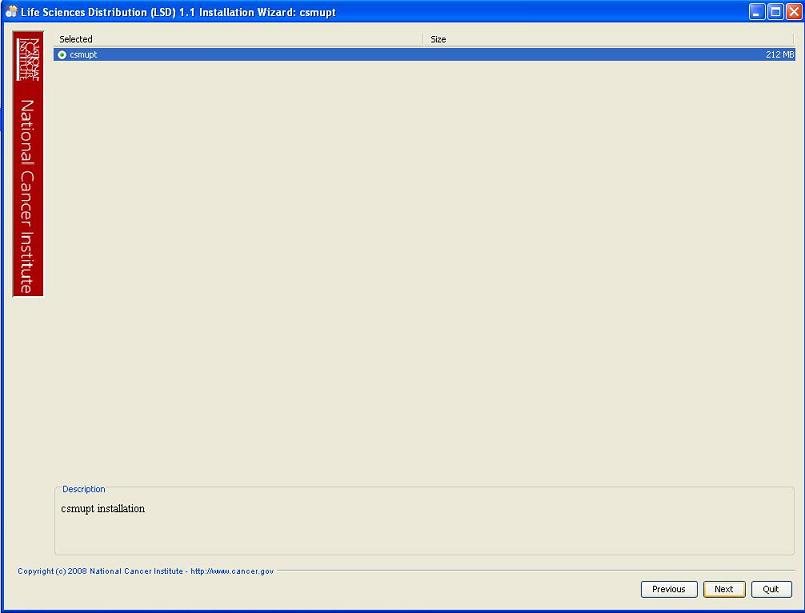 Life Sciences Distribution (LSD) 1.1 Installation Wizard: csmupt
Selected Size
csmupt 212 MB
NATIONAL CANCER INSTITUTE
National Cancer Institute
Description
csmupt installation
Copyright (c) 2008 National Cancer Institute - http://www.cancer.gov
Previous Next Quit